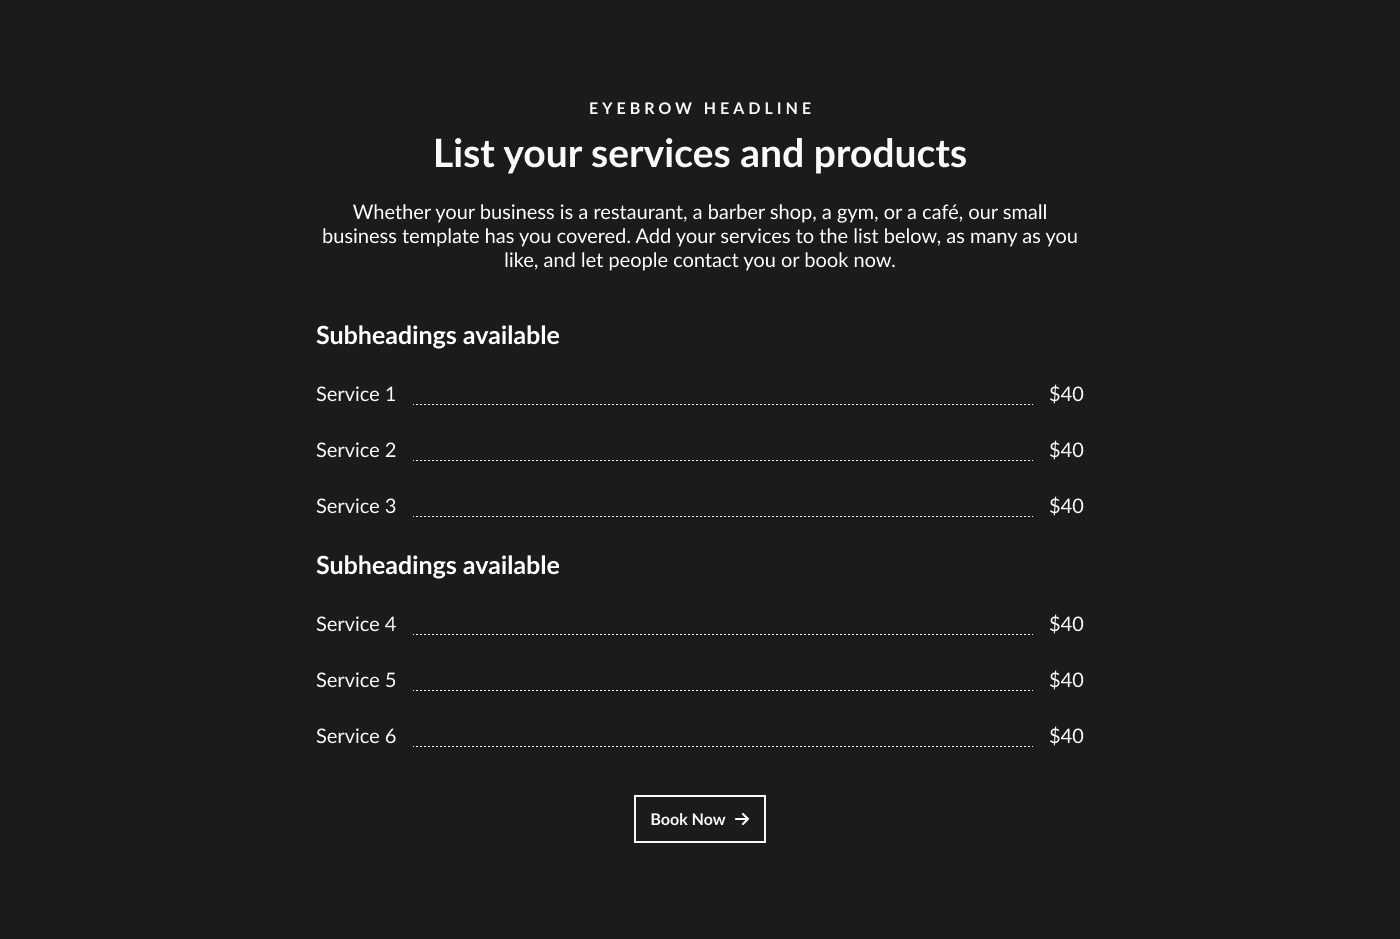 EYEBROW HEADLINE
List your services and products
Whether your business is a restaurant, a barber shop, a gym, or a café, our small
business template has you covered. Add your services to the list below, as many as you
like, and let people contact you or book now.
Subheadings available
Service 1 $40
Service 2 $40
Service 3 $40
Subheadings available
Service 4 $40
Service 5 $40
Service 6 $40
Book Now →